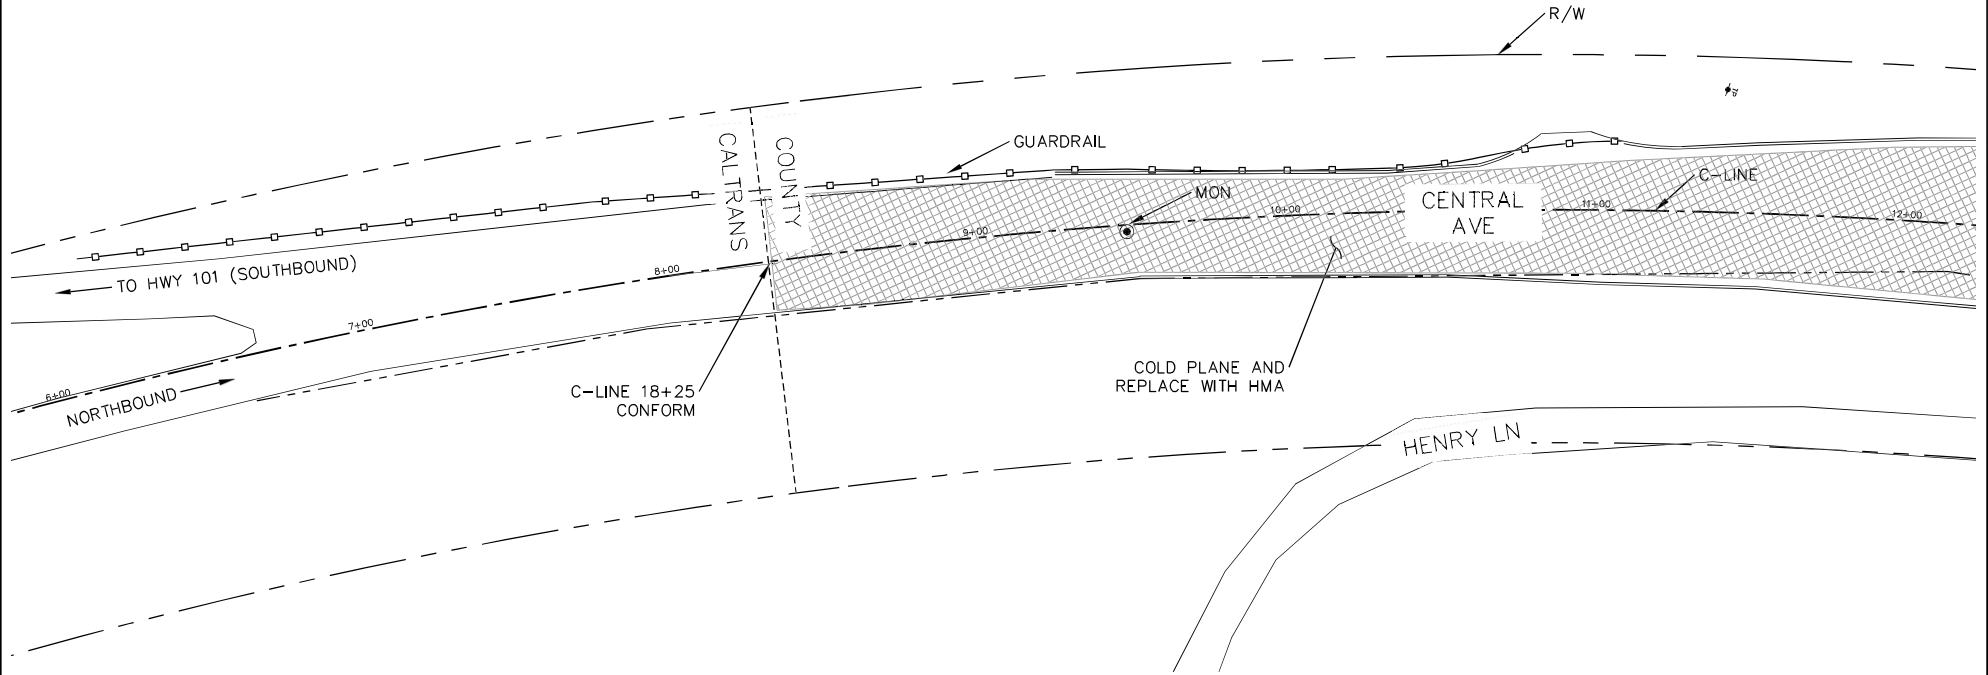 R/W
GUARDRAIL
CALTRANS
COUNTY
MON
C-LINE
CENTRAL
AVE
6+00
7+00
8+00
9+00
10+00
11+00
12+00
TO HWY 101 (SOUTHBOUND)
NORTHBOUND
C-LINE 18+25
CONFORM
COLD PLANE AND
REPLACE WITH HMA
HENRY LN